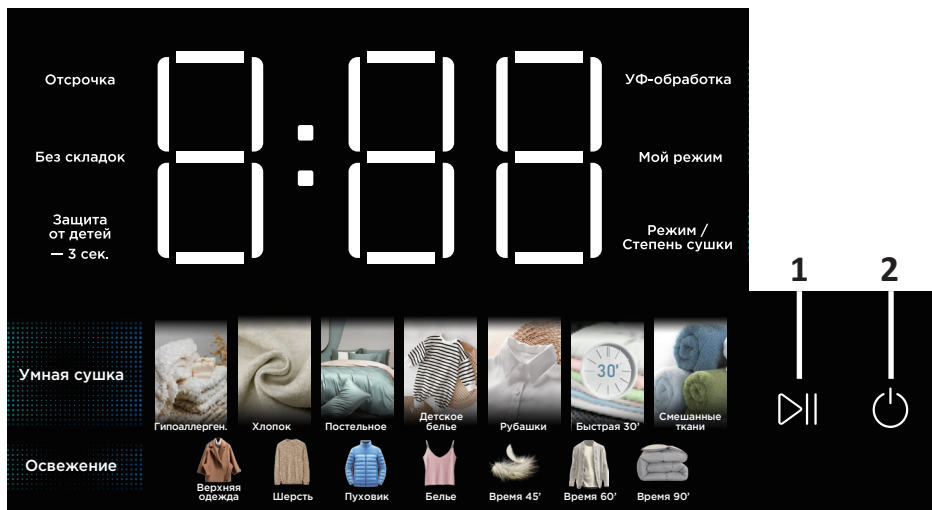 Отсрочка
8:88
УФ-обработка
Без складок
Мой режим
Защита
от детей
— 3 сек.
Режим /
Степень сушки
1
2
Умная сушка
30'
Гипоаллерген.
Хлопок
Постельное
Детское
белье
Рубашки
Быстрая 30'
Смешанные
ткани
Освежение
Верхняя
одежда
Шерсть
Пуховик
Белье
Время 45'
Время 60'
Время 90'